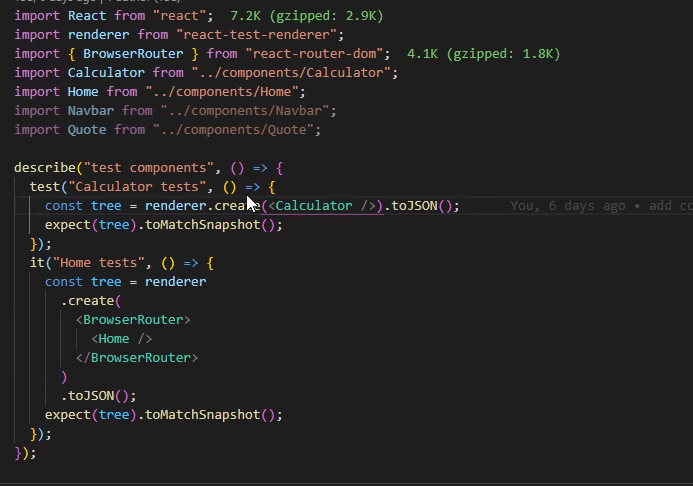 import React from "react";  7.2K (gzipped: 2.9K)
import renderer from "react-test-renderer";
import { BrowserRouter } from "react-router-dom";  4.1K (gzipped: 1.8K)
import Calculator from "../components/Calculator";
import Home from "../components/Home";
import Navbar from "../components/Navbar";
import Quote from "../components/Quote";
describe("test components", () => {
  test("Calculator tests", () => {
    const tree = renderer.create(<Calculator />).toJSON();  You, 6 days ago • add co
    expect(tree).toMatchSnapshot();
  });
  it("Home tests", () => {
    const tree = renderer
      .create(
        <BrowserRouter>
          <Home />
        </BrowserRouter>
      )
      .toJSON();
    expect(tree).toMatchSnapshot();
  });
});